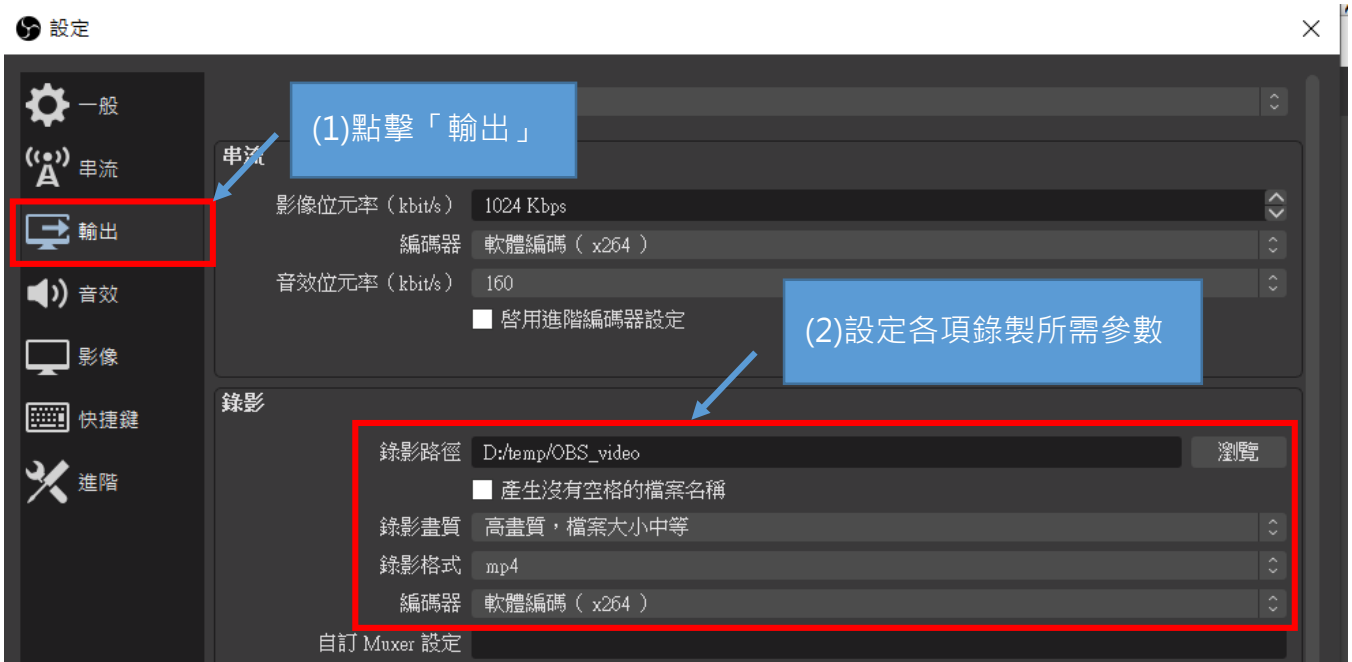 設定
一般
串流
輸出
音效
影像
快捷鍵
進階
(1)點擊「輸出」
串流
影像位元率(kbit/s) 1024 Kbps
編碼器 軟體編碼(x264)
音效位元率(kbit/s) 160
啓用進階編碼器設定
(2)設定各項錄製所需參數
錄影
錄影路徑 D:/temp/OBS_video 瀏覽
產生沒有空格的檔案名稱
錄影畫質 高畫質,檔案大小中等
錄影格式 mp4
編碼器 軟體編碼(x264)
自訂 Muxer 設定